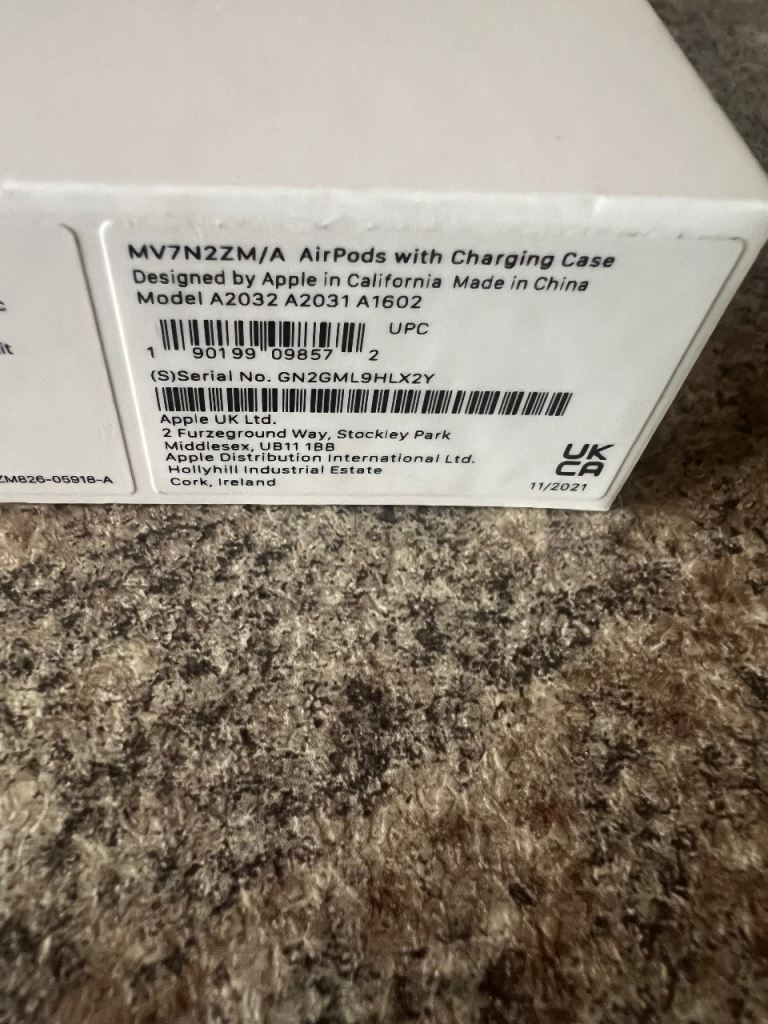 MV7N2ZM/A AirPods with Charging Case
Designed by Apple in California Made in China
Model A2032 A2031 A1602
UPC
1 90199 09857 2
(S)Serial No. GN2GML9HLX2Y
Apple UK Ltd.
2 Furzeground Way, Stockley Park
Middlesex, UB11 1BB
Apple Distribution International Ltd.
Hollyhill Industrial Estate
Cork, Ireland
UK
CA
11/2021
ZM826-05918-A